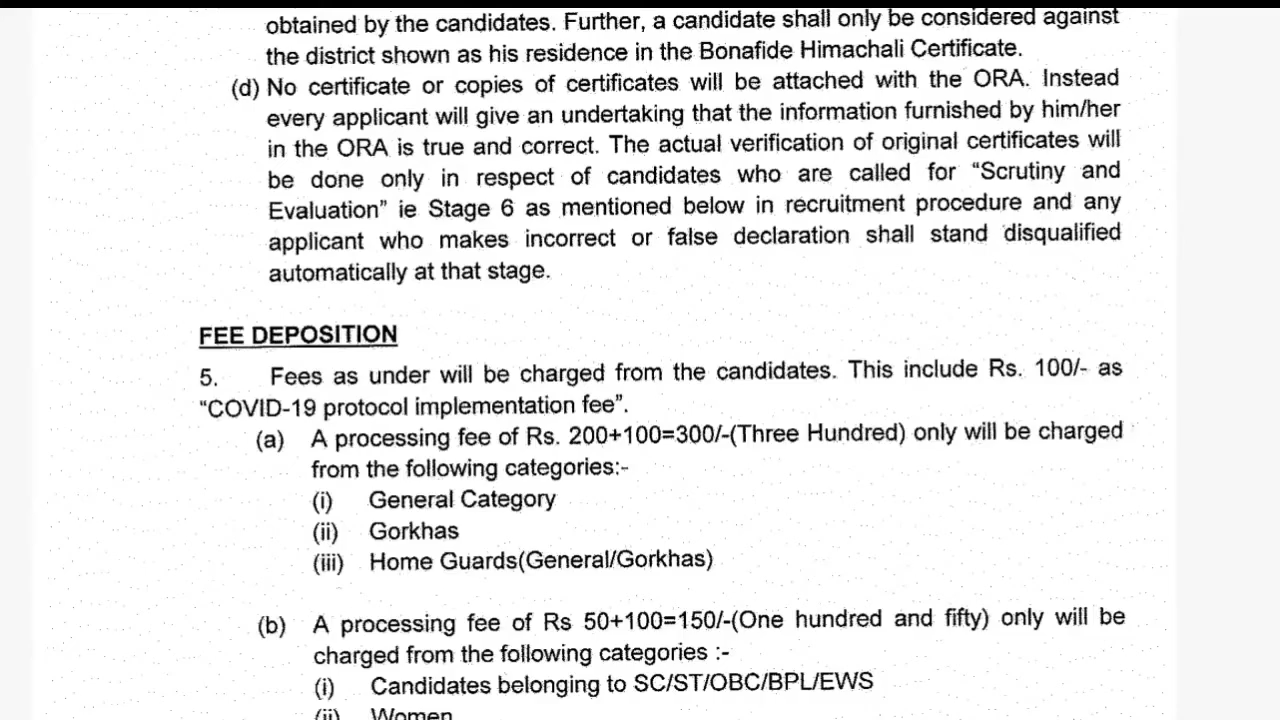 obtained by the candidates. Further, a candidate shall only be considered against
the district shown as his residence in the Bonafide Himachali Certificate.
(d) No certificate or copies of certificates will be attached with the ORA. Instead
every applicant will give an undertaking that the information furnished by him/her
in the ORA is true and correct. The actual verification of original certificates will
be done only in respect of candidates who are called for “Scrutiny and
Evaluation” ie Stage 6 as mentioned below in recruitment procedure and any
applicant who makes incorrect or false declaration shall stand disqualified
automatically at that stage.
FEE DEPOSITION
5. Fees as under will be charged from the candidates. This include Rs. 100/- as
“COVID-19 protocol implementation fee”.
(a) A processing fee of Rs. 200+100=300/-(Three Hundred) only will be charged
from the following categories:-
(i) General Category
(ii) Gorkhas
(iii) Home Guards(General/Gorkhas)
(b) A processing fee of Rs 50+100=150/-(One hundred and fifty) only will be
charged from the following categories :-
(i) Candidates belonging to SC/ST/OBC/BPL/EWS
(ii) Women